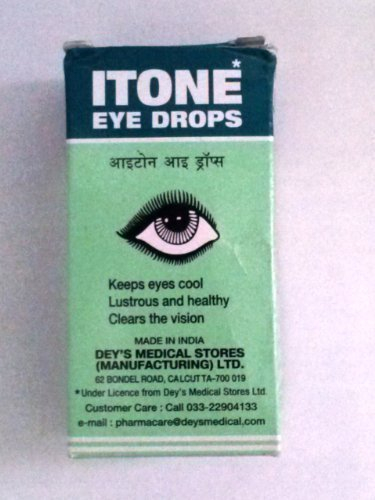 ITONE*
EYE DROPS
आइटोन आइ ड्रॉप्स
Keeps eyes cool
Lustrous and healthy
Clears the vision
MADE IN INDIA
DEY'S MEDICAL STORES
(MANUFACTURING) LTD.
62 BONDEL ROAD, CALCUTTA-700 019
*Under Licence from Dey's Medical Stores Ltd.
Customer Care : Call 033-22904133
e-mail : pharmacare@deysmedical.com